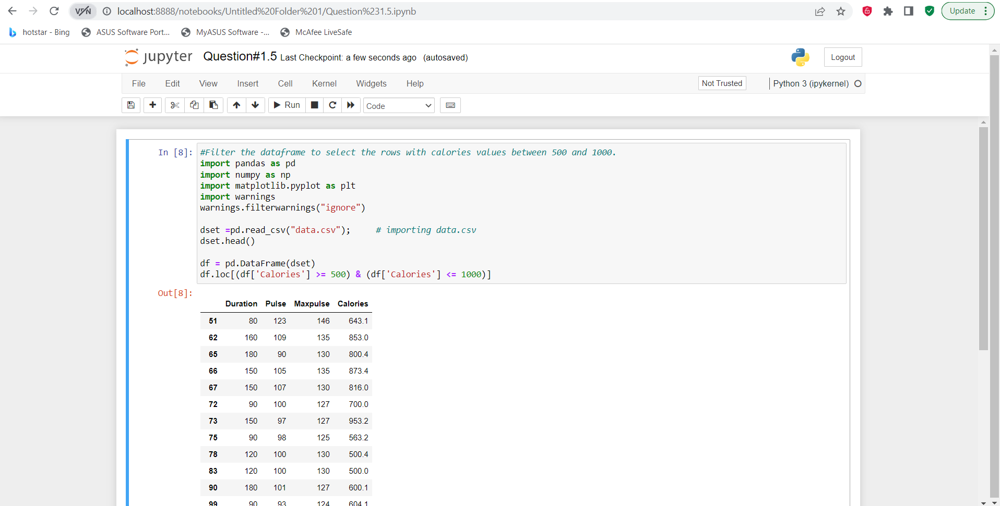 VPN localhost:8888/notebooks/Untitled%20Folder%201/Question%231.5.ipynb Update
hotstar - Bing ASUS Software Port... MyASUS Software -... McAfee LiveSafe
jupyter Question#1.5 Last Checkpoint: a few seconds ago (autosaved) Logout
File Edit View Insert Cell Kernel Widgets Help Not Trusted Python 3 (ipykernel)
Run Code
In [8]: #Filter the dataframe to select the rows with calories values between 500 and 1000.
import pandas as pd
import numpy as np
import matplotlib.pyplot as plt
import warnings
warnings.filterwarnings("ignore")
dset =pd.read_csv("data.csv"); # importing data.csv
dset.head()
df = pd.DataFrame(dset)
df.loc[(df['Calories'] >= 500) & (df['Calories'] <= 1000)]
Out[8]:
Duration Pulse Maxpulse Calories
51 80 123 146 643.1
62 160 109 135 853.0
65 180 90 130 800.4
66 150 105 135 873.4
67 150 107 130 816.0
72 90 100 127 700.0
73 150 97 127 953.2
75 90 98 125 563.2
78 120 100 130 500.4
83 120 100 130 500.0
90 180 101 127 600.1
99 90 93 124 604.1